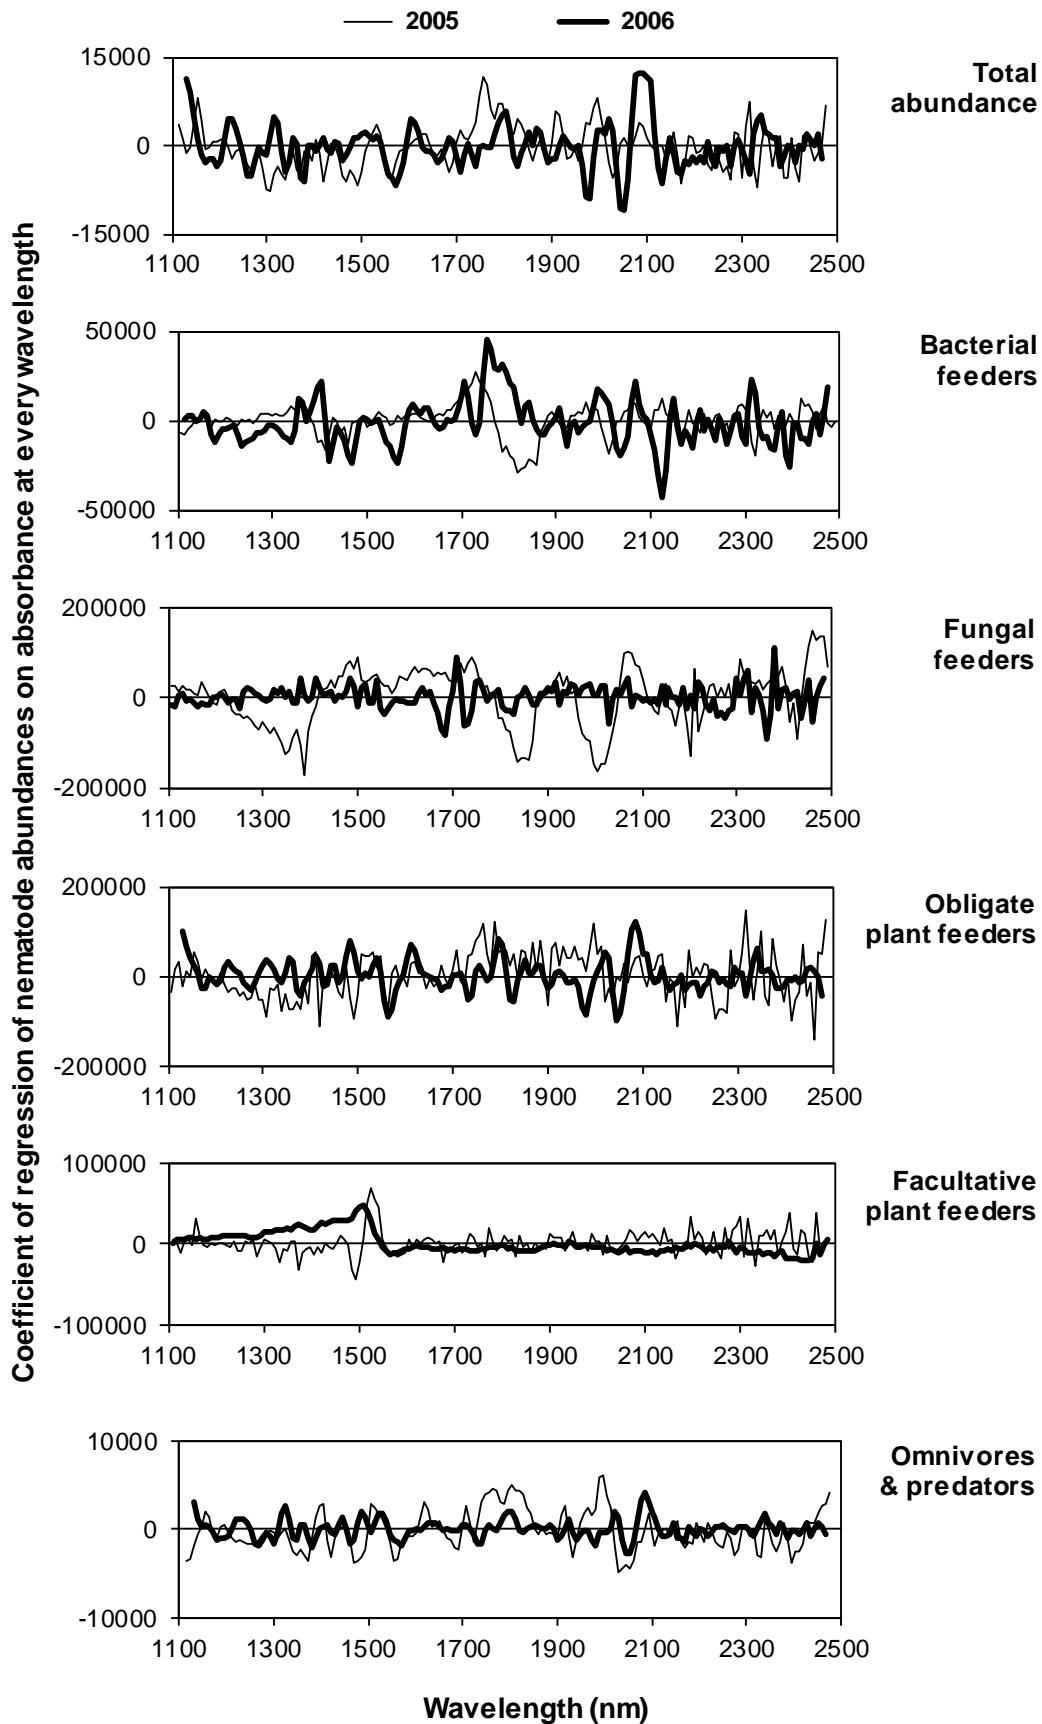 2005 2006
15000
0
-15000
1100 1300 1500 1700 1900 2100 2300 2500
Total
abundance
50000
0
-50000
1100 1300 1500 1700 1900 2100 2300 2500
Bacterial
feeders
200000
0
-200000
1100 1300 1500 1700 1900 2100 2300 2500
Fungal
feeders
200000
0
-200000
1100 1300 1500 1700 1900 2100 2300 2500
Obligate
plant feeders
100000
0
-100000
1100 1300 1500 1700 1900 2100 2300 2500
Facultative
plant feeders
10000
0
-10000
1100 1300 1500 1700 1900 2100 2300 2500
Omnivores
& predators
Coefficient of regression of nematode abundances on absorbance at every wavelength
Wavelength (nm)